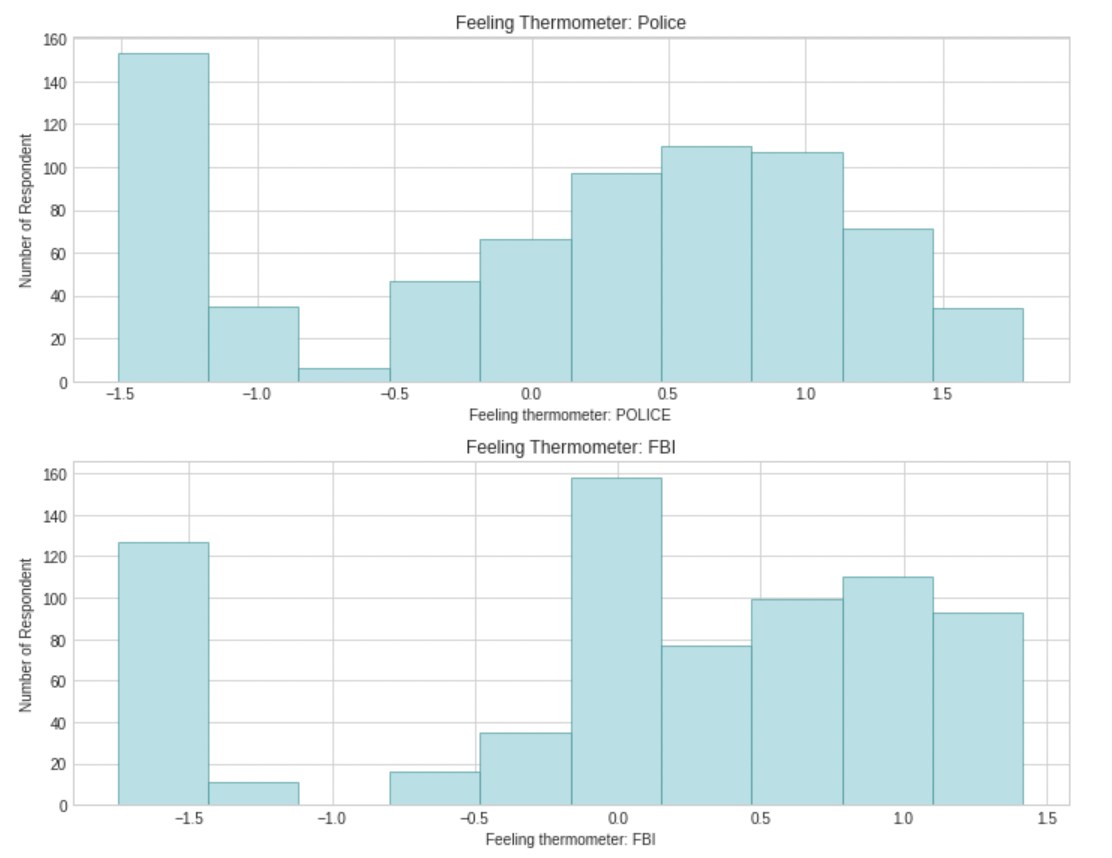 Feeling Thermometer: Police
160
140
120
100
80
60
40
20
0
Number of Respondent
−1.5 −1.0 −0.5 0.0 0.5 1.0 1.5
Feeling thermometer: POLICE
Feeling Thermometer: FBI
160
140
120
100
80
60
40
20
0
Number of Respondent
−1.5 −1.0 −0.5 0.0 0.5 1.0 1.5
Feeling thermometer: FBI